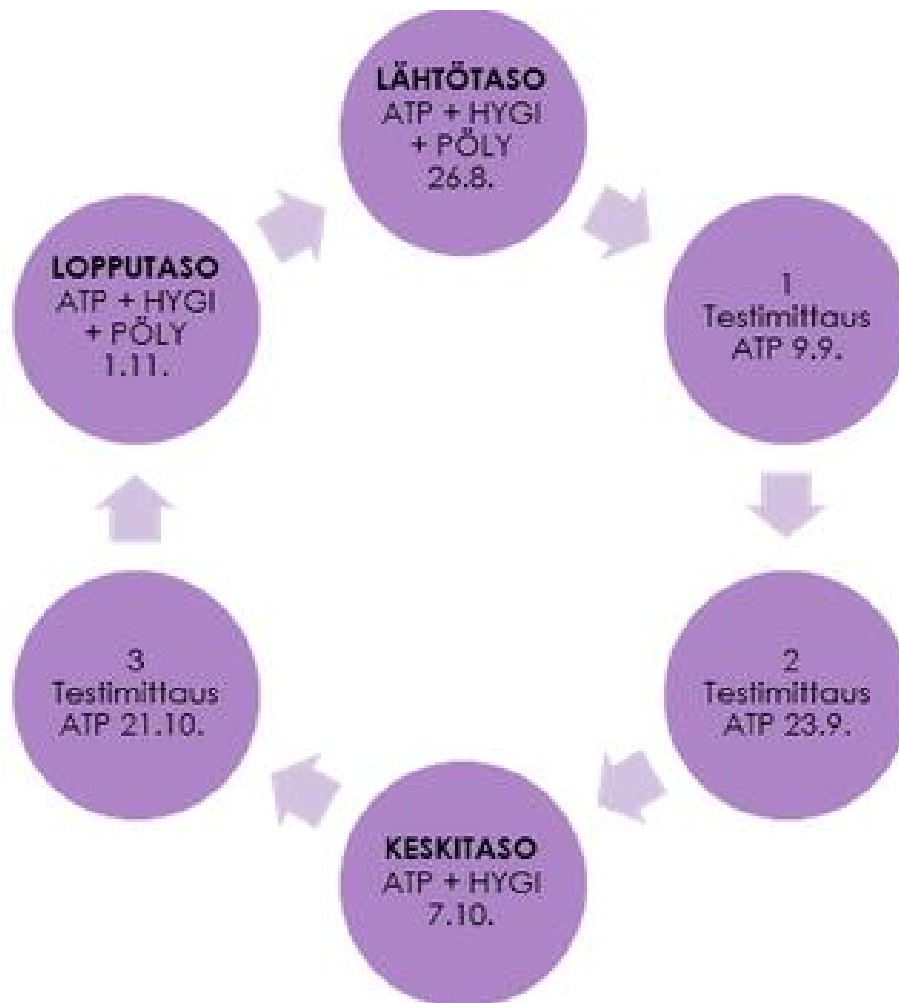 LÄHTÖTASO
ATP + HYGI
+ PÖLY
26.8.
1
Testimittaus
ATP 9.9.
2
Testimittaus
ATP 23.9.
KESKITASO
ATP + HYGI
7.10.
3
Testimittaus
ATP 21.10.
LOPPUTASO
ATP + HYGI
+ PÖLY
1.11.